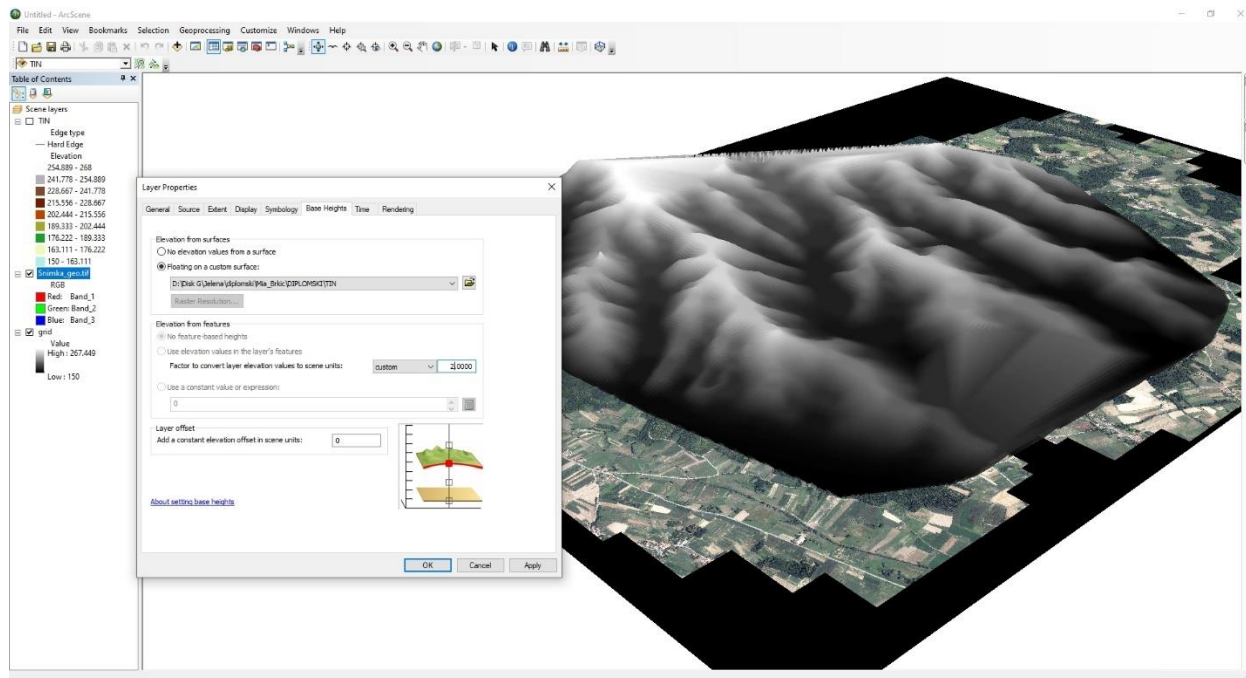 Untitled - ArcScene
File Edit View Bookmarks Selection Geoprocessing Customize Windows Help
TIN
Table of Contents
Scene layers
TIN
Edge type
Hard Edge
Elevation
254.889 - 268
241.778 - 254.889
228.667 - 241.778
215.556 - 228.667
202.444 - 215.556
189.333 - 202.444
176.222 - 189.333
163.111 - 176.222
150 - 163.111
Snimka_geo.tif
RGB
Red: Band_1
Green: Band_2
Blue: Band_3
grid
Value
High : 267.449
Low : 150
Layer Properties
General Source Extent Display Symbology Base Heights Time Rendering
Elevation from surfaces
No elevation values from a surface
Floating on a custom surface:
D:\Disk G\Jelena\diplomski\Mia_Brkic\DIPLOMSKI\TIN
Raster Resolution...
Elevation from features
No feature-based heights
Use elevation values in the layer's features
Factor to convert layer elevation values to scene units: custom 2.0000
Use a constant value or expression:
0
Layer offset
Add a constant elevation offset in scene units: 0
About setting base heights
OK Cancel Apply